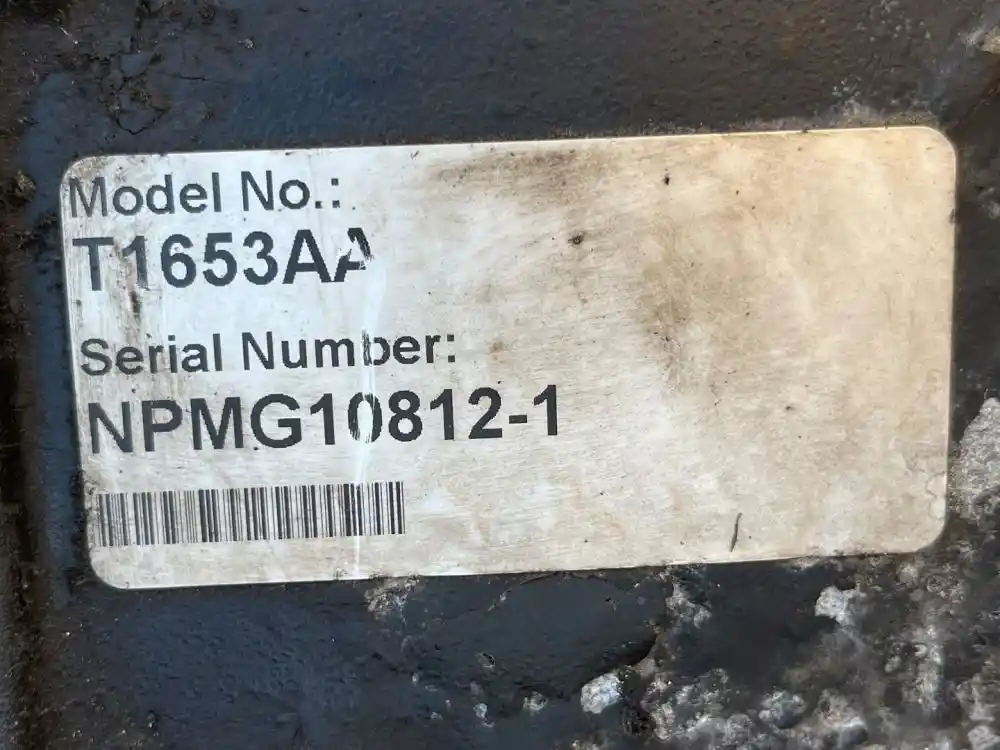 Model No.:
T1653AA
Serial Number:
NPMG10812-1